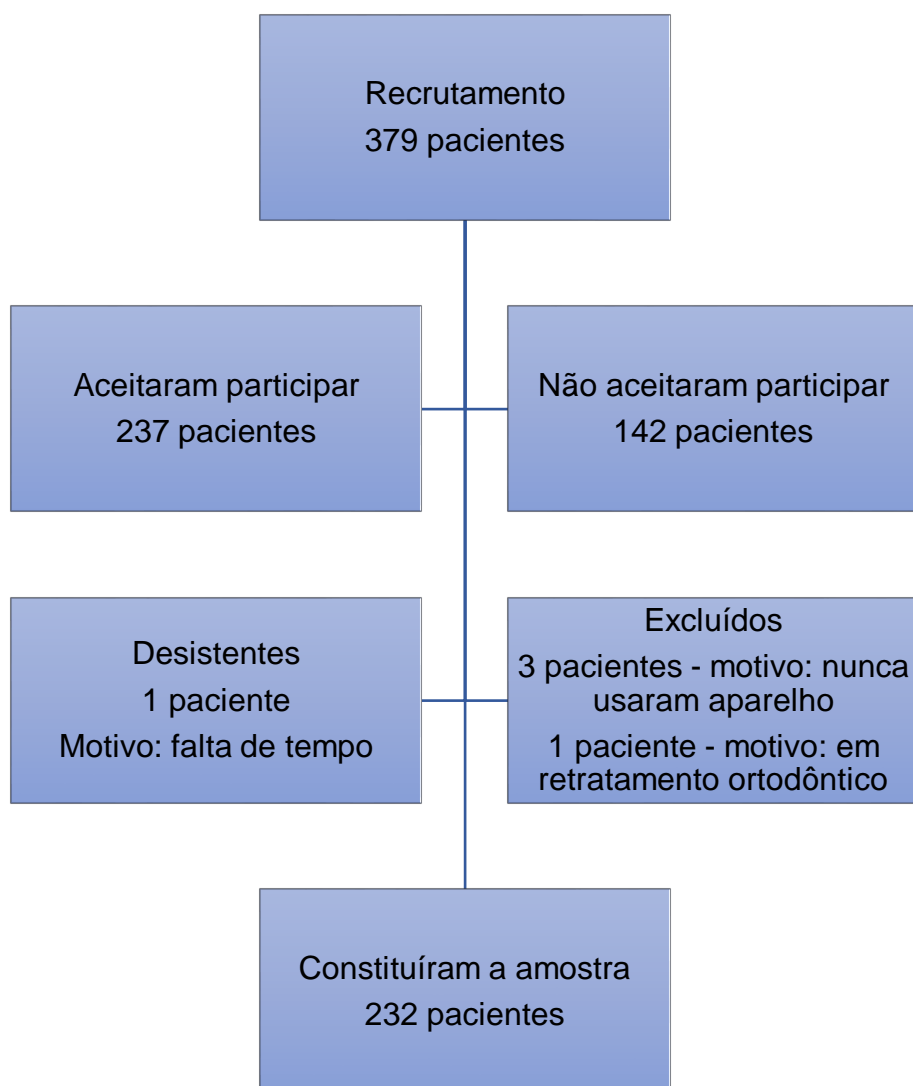 Recrutamento
379 pacientes
Aceitaram participar
237 pacientes
Não aceitaram participar
142 pacientes
Desistentes
1 paciente
Motivo: falta de tempo
Excluídos
3 pacientes - motivo: nunca
usaram aparelho
1 paciente - motivo: em
retratamento ortodôntico
Constituíram a amostra
232 pacientes